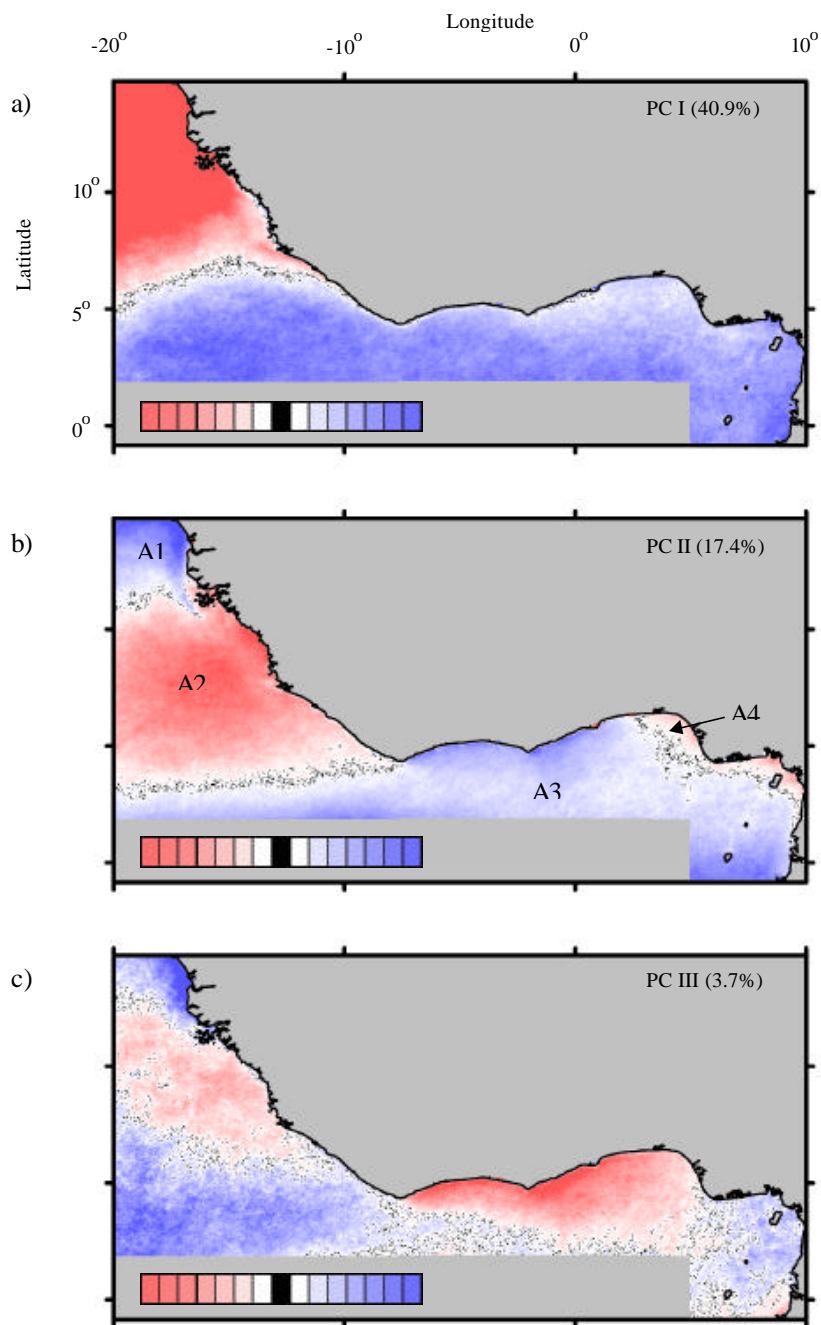 Longitude
-20° -10° 0° 10°
a)
PC I (40.9%)
Latitude
10°
5°
0°
b)
PC II (17.4%)
A1
A2
A4
A3
c)
PC III (3.7%)